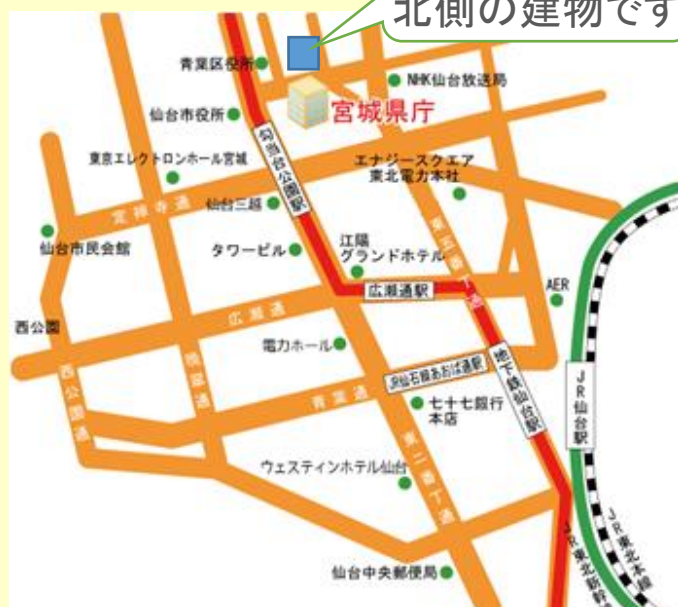 北側の建物です
青葉区役所
NHK仙台放送局
仙台市役所
宮城県庁
勾当台公園駅
東京エレクトロンホール宮城
エナジースクエア
東北電力本社
定禅寺通
仙台三越
仙台市民会館
タワービル
江陽
グランドホテル
東五番丁通
広瀬通駅
AER
広瀬通
西公園
電力ホール
晩翠通
西公園通
JR仙石線あおば通駅
地下鉄仙台駅
JR仙台駅
青葉通
七十七銀行
本店
東二番丁通
ウェスティンホテル仙台
仙台中央郵便局
JR東北新幹
JR東北本線